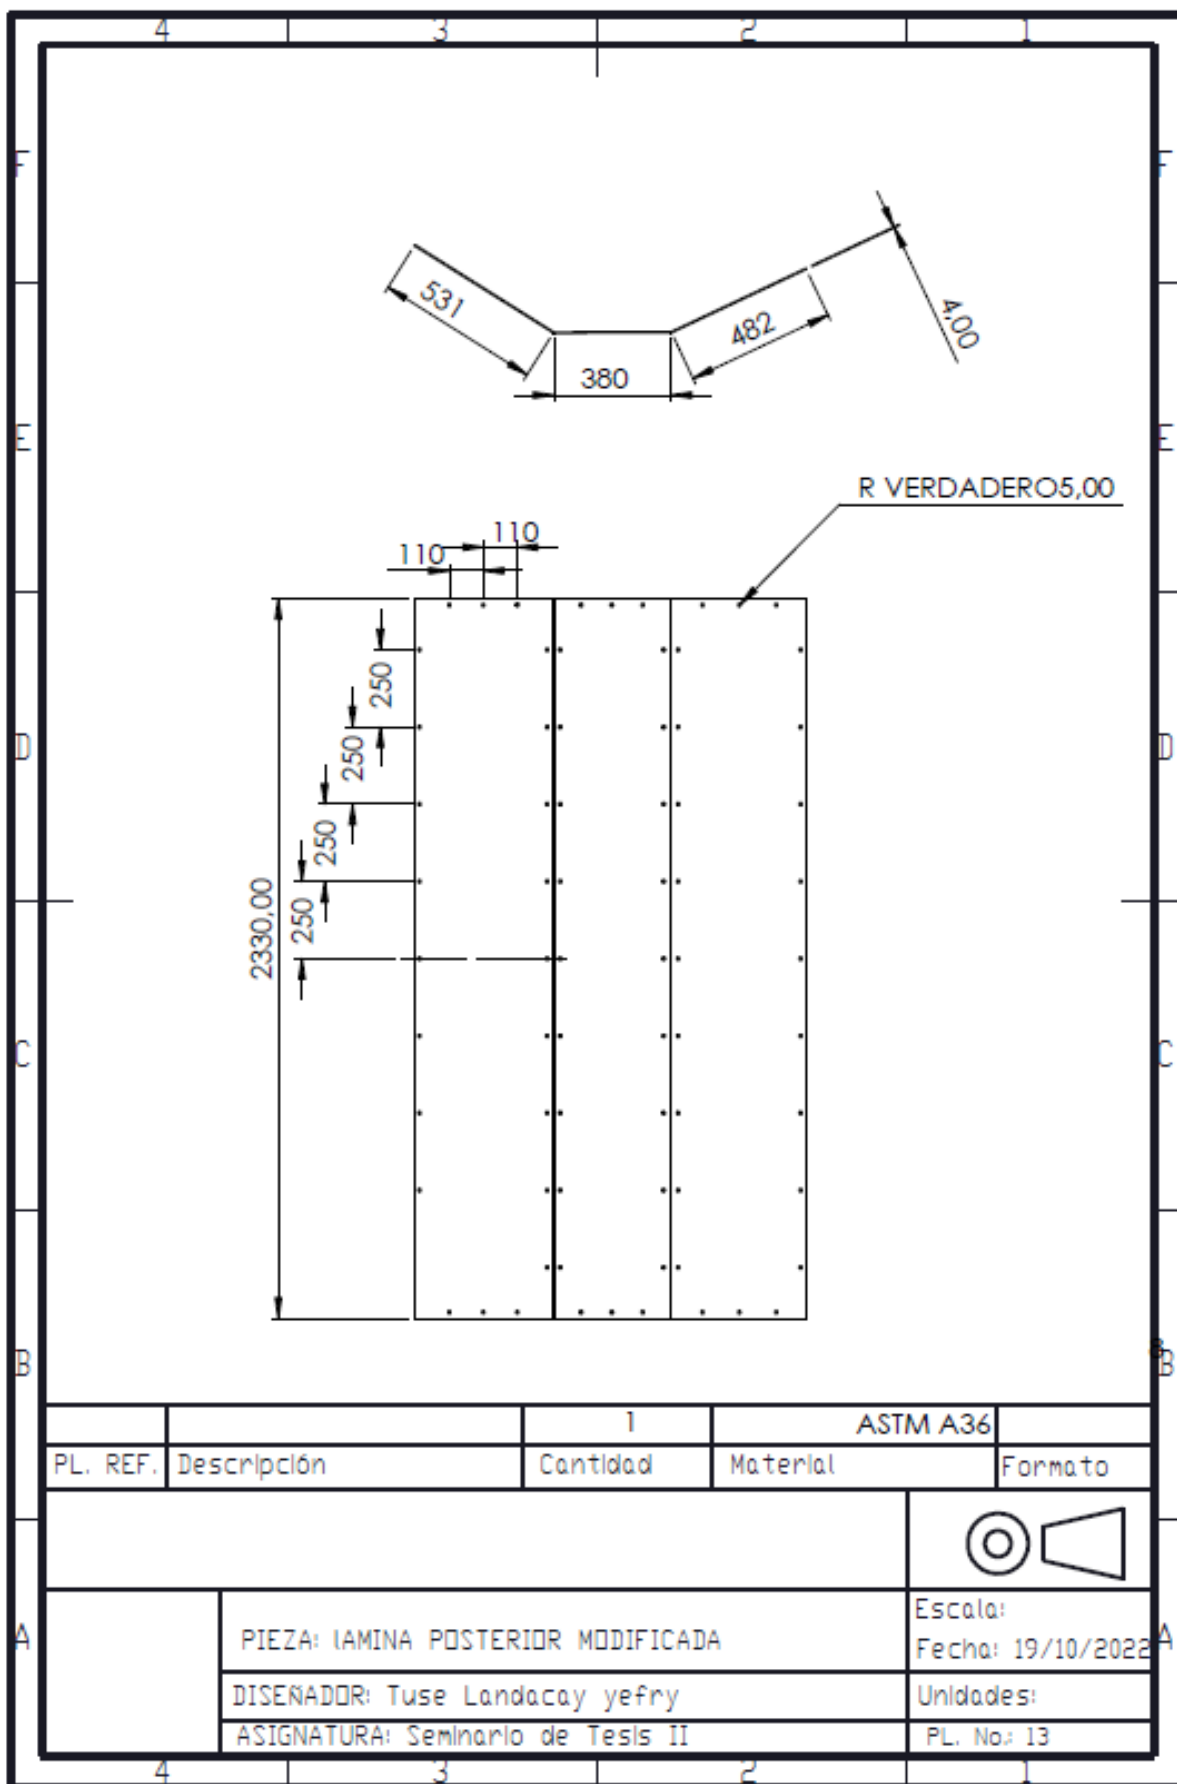 4 3 2 1
F F
531
482
4,00
380
E E
R VERDADERO5,00
110
110
250
D D
250
250
2330,00
250
C C
B B
1 ASTM A36
PL. REF. Descripción Cantidad Material Formato
Escala:
A PIEZA: lAMINA POSTERIOR MODIFICADA A
Fecha: 19/10/2022
DISEÑADOR: Tuse Landacay yefry Unidades:
ASIGNATURA: Seminario de Tesis II PL. No.: 13
4 3 2 1